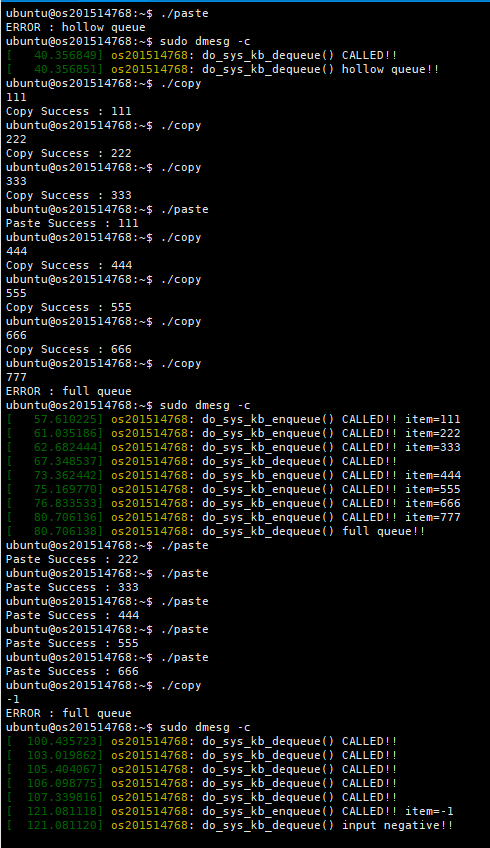 ubuntu@os201514768:~$ ./paste
ERROR : hollow queue
ubuntu@os201514768:~$ sudo dmesg -c
[   40.356849] os201514768: do_sys_kb_dequeue() CALLED!!
[   40.356851] os201514768: do_sys_kb_dequeue() hollow queue!!
ubuntu@os201514768:~$ ./copy
111
Copy Success : 111
ubuntu@os201514768:~$ ./copy
222
Copy Success : 222
ubuntu@os201514768:~$ ./copy
333
Copy Success : 333
ubuntu@os201514768:~$ ./paste
Paste Success : 111
ubuntu@os201514768:~$ ./copy
444
Copy Success : 444
ubuntu@os201514768:~$ ./copy
555
Copy Success : 555
ubuntu@os201514768:~$ ./copy
666
Copy Success : 666
ubuntu@os201514768:~$ ./copy
777
ERROR : full queue
ubuntu@os201514768:~$ sudo dmesg -c
[   57.610225] os201514768: do_sys_kb_enqueue() CALLED!! item=111
[   61.035186] os201514768: do_sys_kb_enqueue() CALLED!! item=222
[   62.682444] os201514768: do_sys_kb_enqueue() CALLED!! item=333
[   67.348537] os201514768: do_sys_kb_dequeue() CALLED!!
[   73.362442] os201514768: do_sys_kb_enqueue() CALLED!! item=444
[   75.169770] os201514768: do_sys_kb_enqueue() CALLED!! item=555
[   76.833533] os201514768: do_sys_kb_enqueue() CALLED!! item=666
[   80.706136] os201514768: do_sys_kb_enqueue() CALLED!! item=777
[   80.706138] os201514768: do_sys_kb_dequeue() full queue!!
ubuntu@os201514768:~$ ./paste
Paste Success : 222
ubuntu@os201514768:~$ ./paste
Paste Success : 333
ubuntu@os201514768:~$ ./paste
Paste Success : 444
ubuntu@os201514768:~$ ./paste
Paste Success : 555
ubuntu@os201514768:~$ ./paste
Paste Success : 666
ubuntu@os201514768:~$ ./copy
-1
ERROR : full queue
ubuntu@os201514768:~$ sudo dmesg -c
[  100.435723] os201514768: do_sys_kb_dequeue() CALLED!!
[  103.019862] os201514768: do_sys_kb_dequeue() CALLED!!
[  105.404067] os201514768: do_sys_kb_dequeue() CALLED!!
[  106.098775] os201514768: do_sys_kb_dequeue() CALLED!!
[  107.339816] os201514768: do_sys_kb_dequeue() CALLED!!
[  121.081118] os201514768: do_sys_kb_enqueue() CALLED!! item=-1
[  121.081120] os201514768: do_sys_kb_dequeue() input negative!!